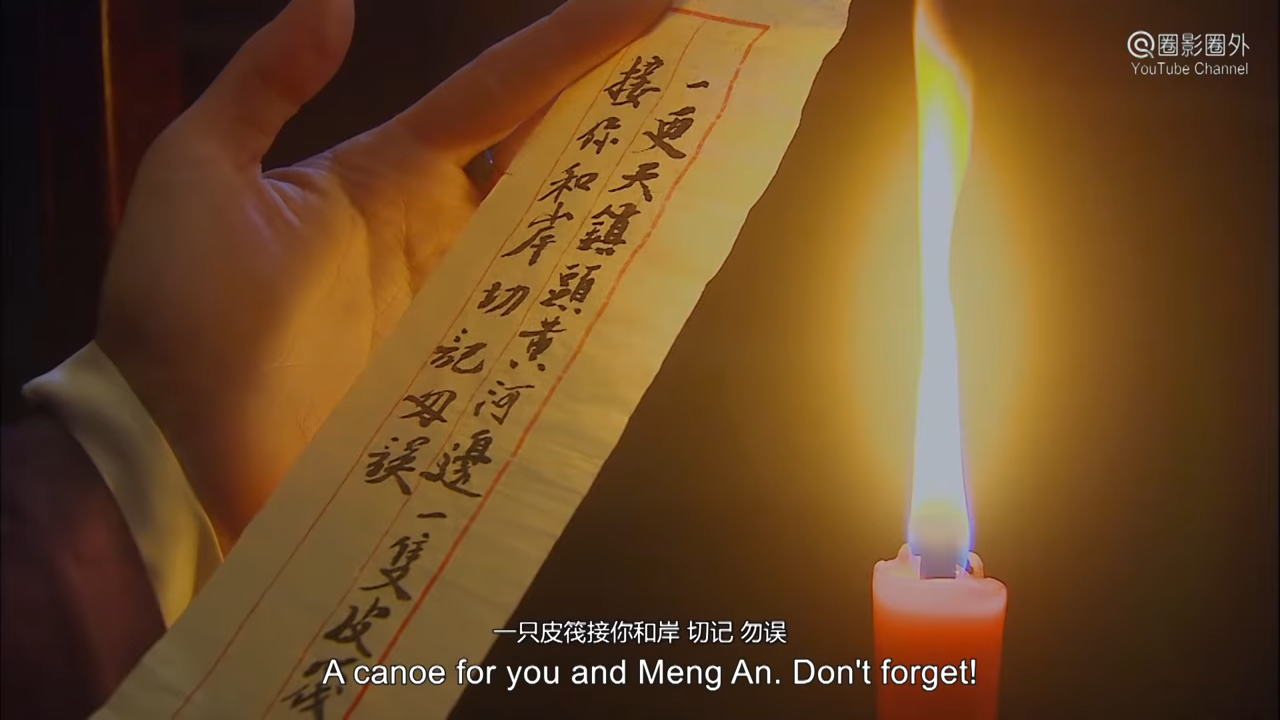 圈影圈外
YouTube Channel
一更天鎮頭黃河邊一隻皮筏
接你和岸切記毋誤
一只皮筏接你和岸 切记 勿误
A canoe for you and Meng An. Don't forget!